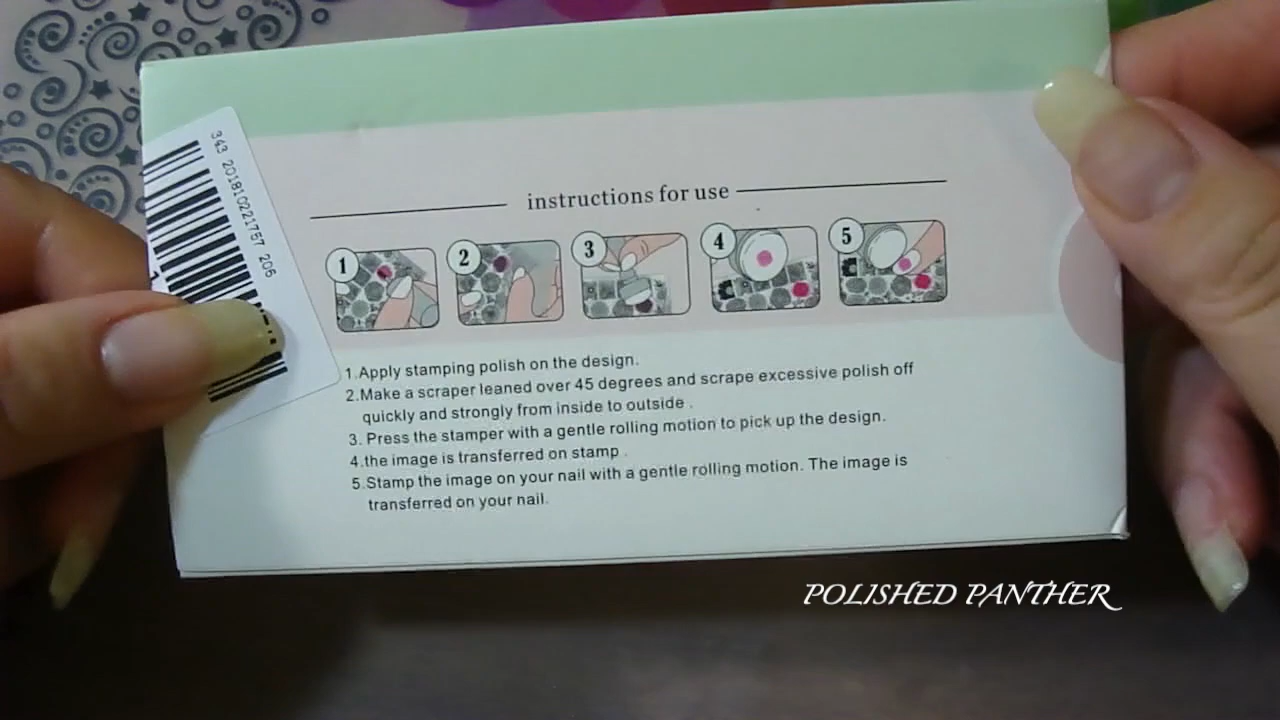 343 201810221757 206
instructions for use
1
2
3
4
5
1.Apply stamping polish on the design.
2.Make a scraper leaned over 45 degrees and scrape excessive polish off
quickly and strongly from inside to outside .
3. Press the stamper with a gentle rolling motion to pick up the design.
4.the image is transferred on stamp .
5.Stamp the image on your nail with a gentle rolling motion. The image is
transferred on your nail.
POLISHED PANTHER